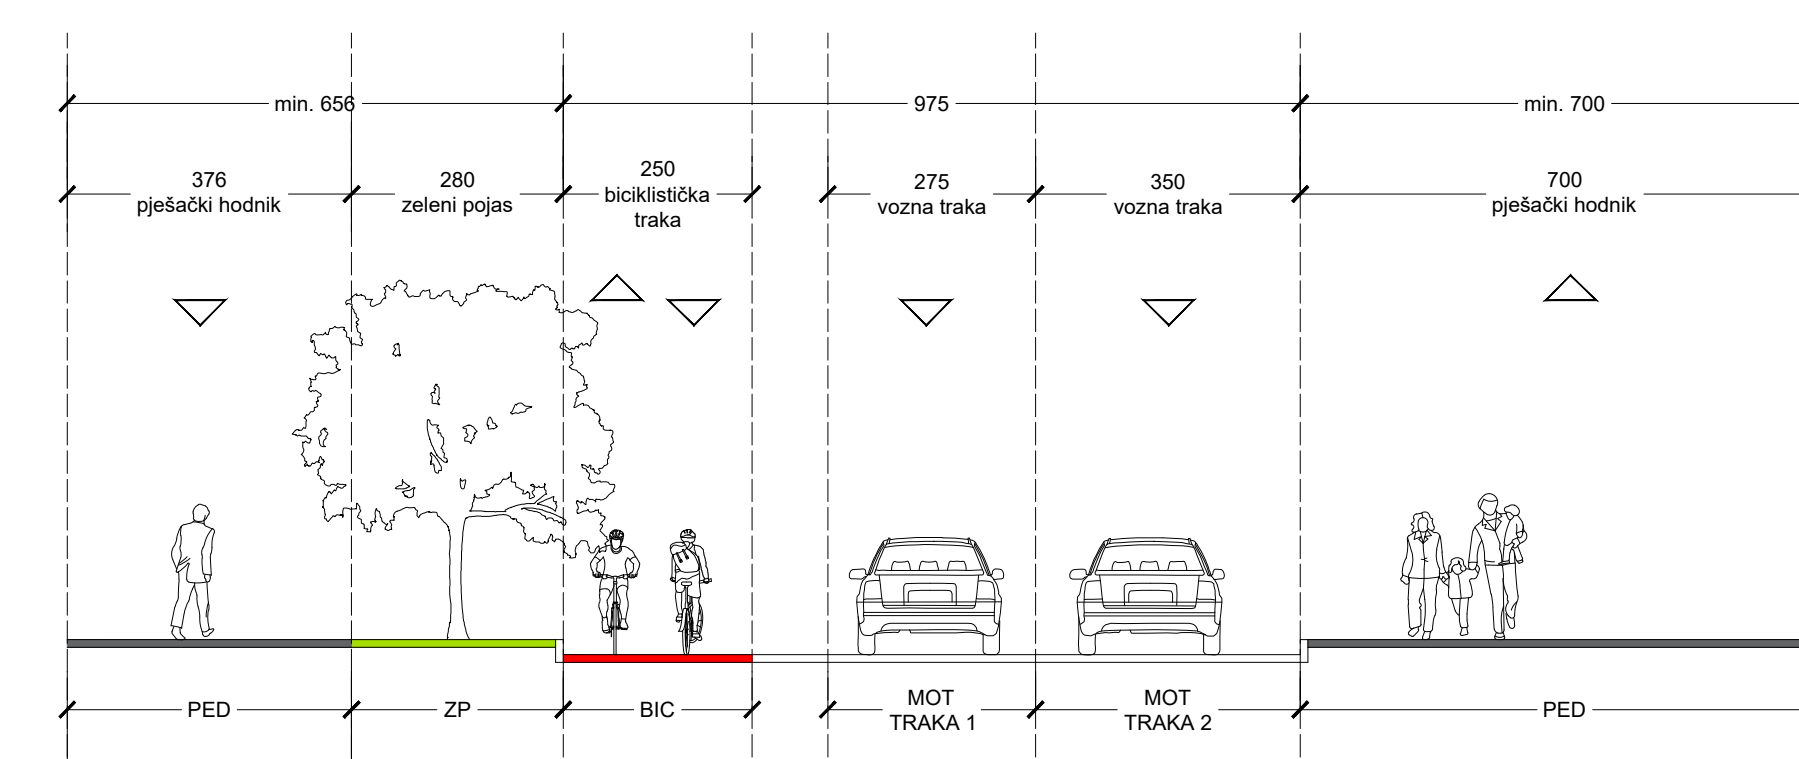 min. 656
975
min. 700
376
pješački hodnik
280
zeleni pojas
250
biciklistička
traka
275
vozna traka
350
vozna traka
700
pješački hodnik
PED
ZP
BIC
MOT
TRAKA 1
MOT
TRAKA 2
PED